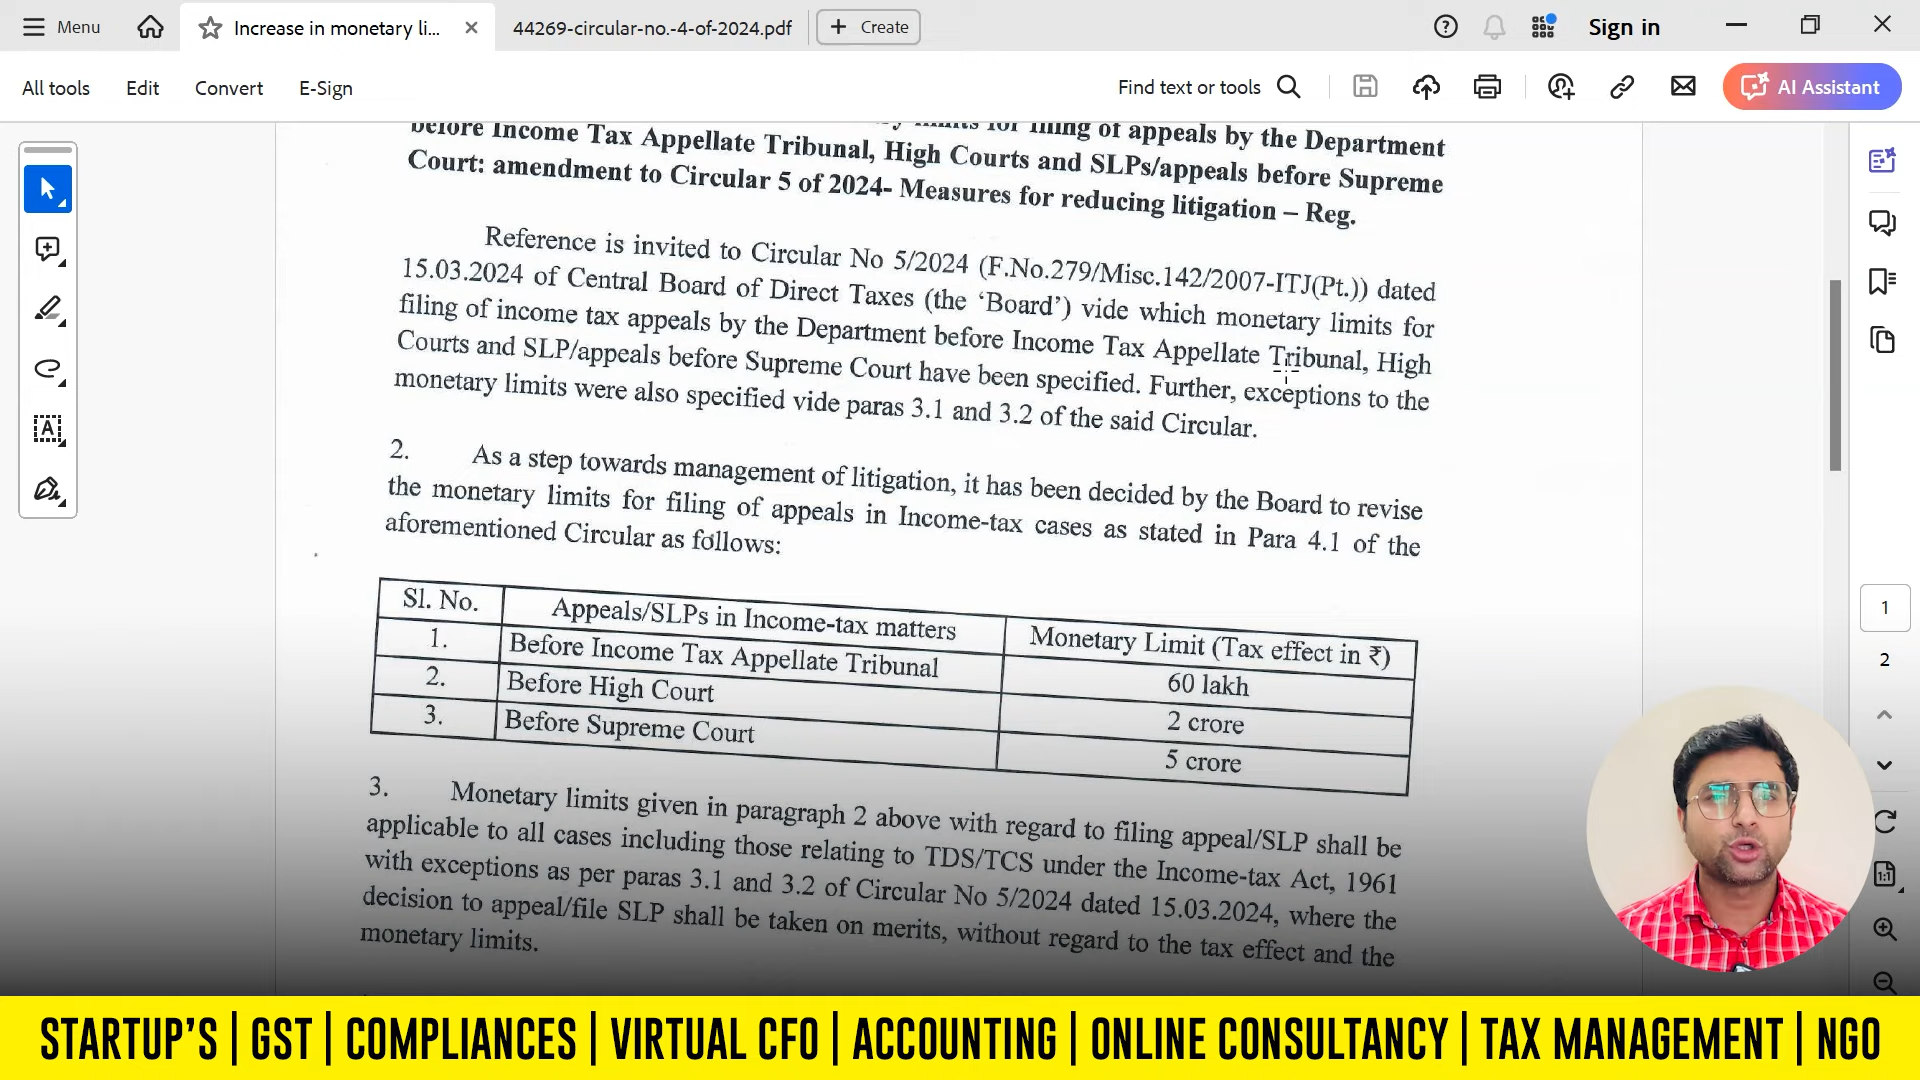 Menu
Increase in monetary li...
44269-circular-no.-4-of-2024.pdf
Create
Sign in
All tools
Edit
Convert
E-Sign
Find text or tools
AI Assistant
limits for filing of appeals by the Department
before Income Tax Appellate Tribunal, High Courts and SLPs/appeals before Supreme
Court: amendment to Circular 5 of 2024- Measures for reducing litigation – Reg.
Reference is invited to Circular No 5/2024 (F.No.279/Misc.142/2007-ITJ(Pt.)) dated
15.03.2024 of Central Board of Direct Taxes (the ‘Board’) vide which monetary limits for
filing of income tax appeals by the Department before Income Tax Appellate Tribunal, High
Courts and SLP/appeals before Supreme Court have been specified. Further, exceptions to the
monetary limits were also specified vide paras 3.1 and 3.2 of the said Circular.
2. As a step towards management of litigation, it has been decided by the Board to revise
the monetary limits for filing of appeals in Income-tax cases as stated in Para 4.1 of the
aforementioned Circular as follows:
Sl. No. Appeals/SLPs in Income-tax matters Monetary Limit (Tax effect in ₹)
1. Before Income Tax Appellate Tribunal 60 lakh
2. Before High Court 2 crore
3. Before Supreme Court 5 crore
3. Monetary limits given in paragraph 2 above with regard to filing appeal/SLP shall be
applicable to all cases including those relating to TDS/TCS under the Income-tax Act, 1961
with exceptions as per paras 3.1 and 3.2 of Circular No 5/2024 dated 15.03.2024, where the
decision to appeal/file SLP shall be taken on merits, without regard to the tax effect and the
monetary limits.
1
2
1:1
STARTUP’S | GST | COMPLIANCES | VIRTUAL CFO | ACCOUNTING | ONLINE CONSULTANCY | TAX MANAGEMENT | NGO